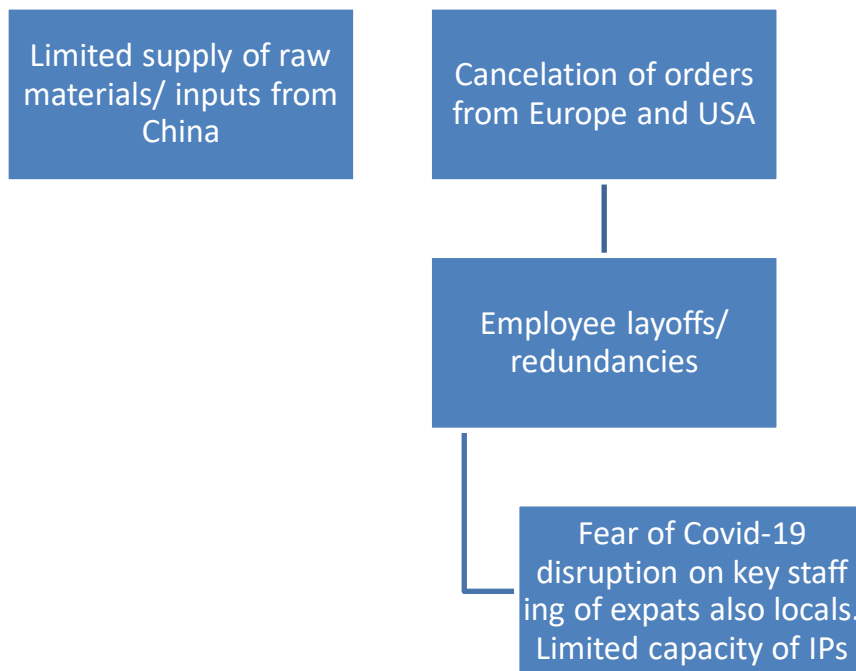 Limited supply of raw
materials/ inputs from
China
Cancelation of orders
from Europe and USA
Employee layoffs/
redundancies
Fear of Covid-19
disruption on key staff
ing of expats also locals.
Limited capacity of IPs